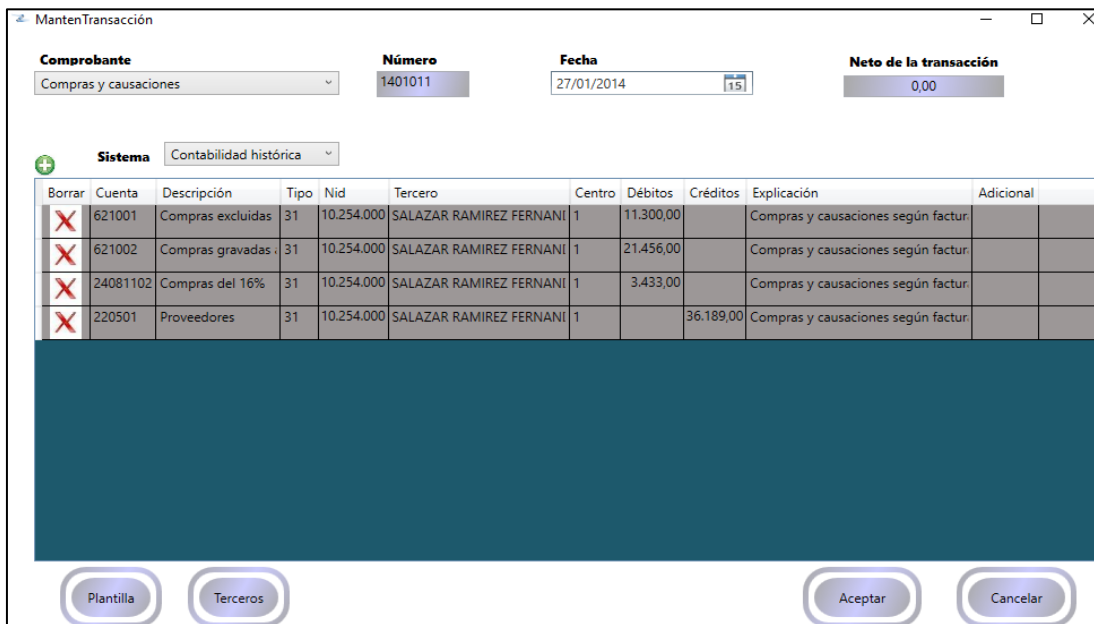 MantenTransacción
Comprobante Número Fecha Neto de la transacción
Compras y causaciones 1401011 27/01/2014 15 0,00
Sistema Contabilidad histórica
Borrar Cuenta Descripción Tipo Nid Tercero Centro Débitos Créditos Explicación Adicional
621001 Compras excluidas 31 10.254.000 SALAZAR RAMIREZ FERNANI 1 11.300,00 Compras y causaciones según factur
621002 Compras gravadas 31 10.254.000 SALAZAR RAMIREZ FERNANI 1 21.456,00 Compras y causaciones según factur
24081102 Compras del 16% 31 10.254.000 SALAZAR RAMIREZ FERNANI 1 3.433,00 Compras y causaciones según factur
220501 Proveedores 31 10.254.000 SALAZAR RAMIREZ FERNANI 1 36.189,00 Compras y causaciones según factur
Plantilla Terceros Aceptar Cancelar